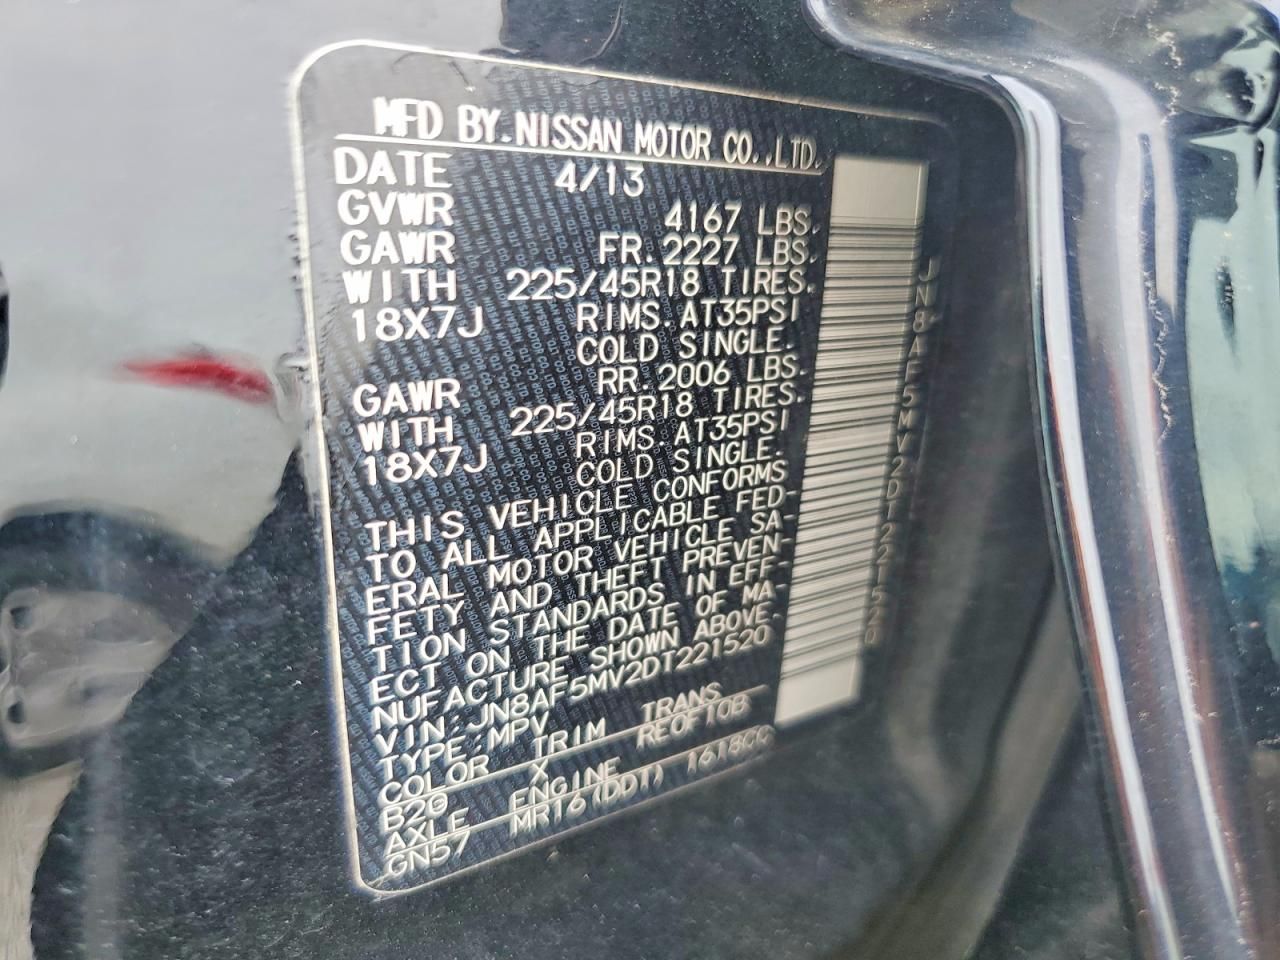 MFD BY.NISSAN MOTOR CO.,LTD.
DATE 4/13
GVWR 4167 LBS.
GAWR FR.2227 LBS.
WITH 225/45R18 TIRES.
18X7J RIMS.AT35PSI
COLD SINGLE.
GAWR RR.2006 LBS.
WITH 225/45R18 TIRES.
18X7J RIMS.AT35PSI
COLD SINGLE.
THIS VEHICLE CONFORMS
TO ALL APPLICABLE FED-
ERAL MOTOR VEHICLE SA-
FETY AND THEFT PREVEN-
TION STANDARDS IN EFF-
ECT ON THE DATE OF MA-
NUFACTURE SHOWN ABOVE.
VIN:JN8AF5MV2DT221520
TYPE:MPV
COLOR TRIM TRANS
B20 X RE0F10B
AXLE ENGINE
GN57 MR16(DDT) 1618CC
JN8AF5MV2DT221520